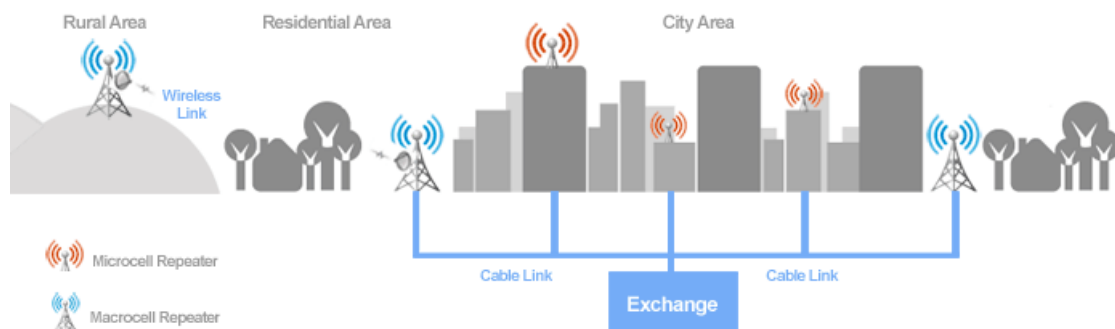 Rural Area
Residential Area
City Area
Wireless
Link
Cable Link
Cable Link
Exchange
Microcell Repeater
Macrocell Repeater